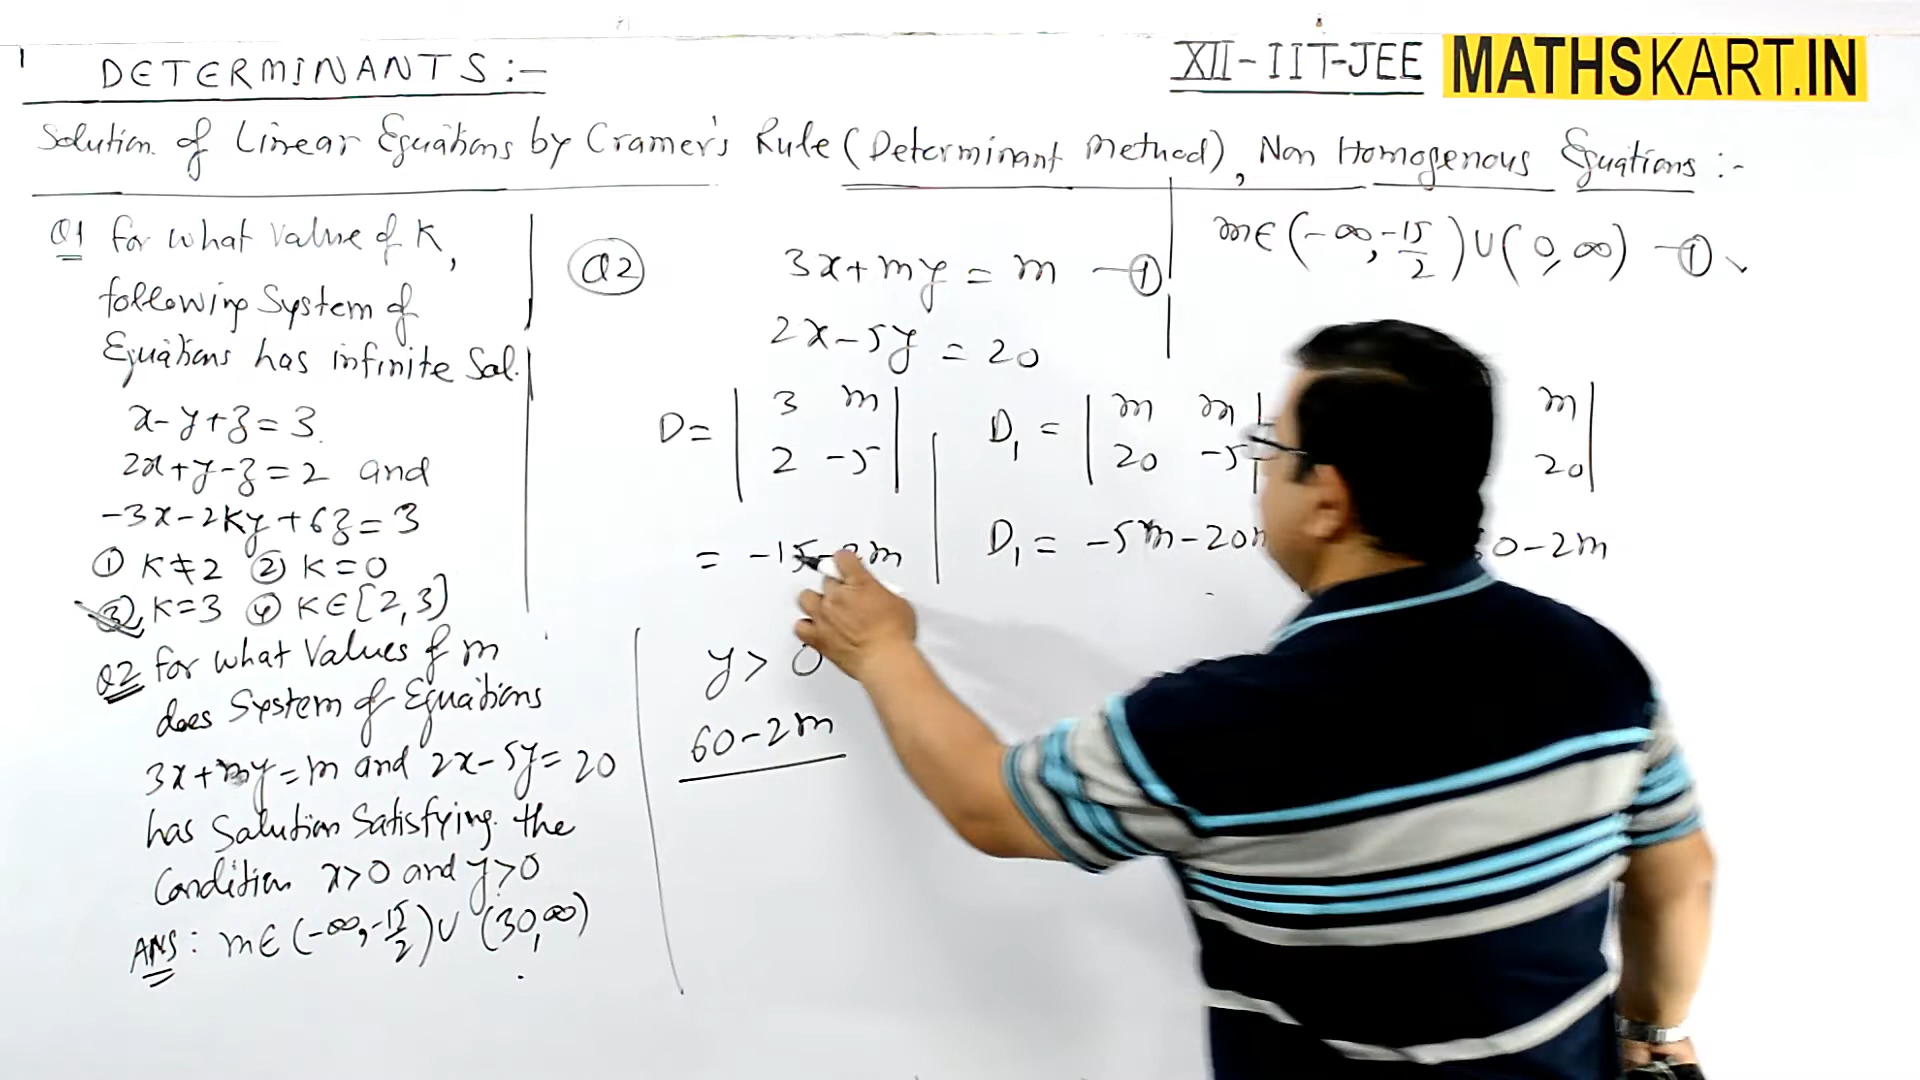 DETERMINANTS :-
XII-IIT-JEE MATHSKART.IN
Solution of Linear Equations by Cramer's Rule (Determinant Method), Non Homogenous Equations :-
Q1 for what value of K,
following System of
Equations has infinite Sol.
x-y+z=3
2x+y-z=2 and
-3x-2Ky+6z=3
① K≠2 ② K=0
③ K=3 ④ K∈[2,3]
Q2 for what values of m
does System of Equations
3x+my=m and 2x-5y=20
has Solution Satisfying the
Condition x>0 and y>0
ANS: m∈(-∞,-15/2)∪(30,∞)
Q2
3x+my=m -①
2x-5y=20
D= | 3 m |
| 2 -5 |
= -15-2m
D₁ = | m m |
| 20 -5
D₁ = -5m-20
m |
20 |
0-2m
y>0
60-2m
m∈(-∞,-15/2)∪(0,∞) -①